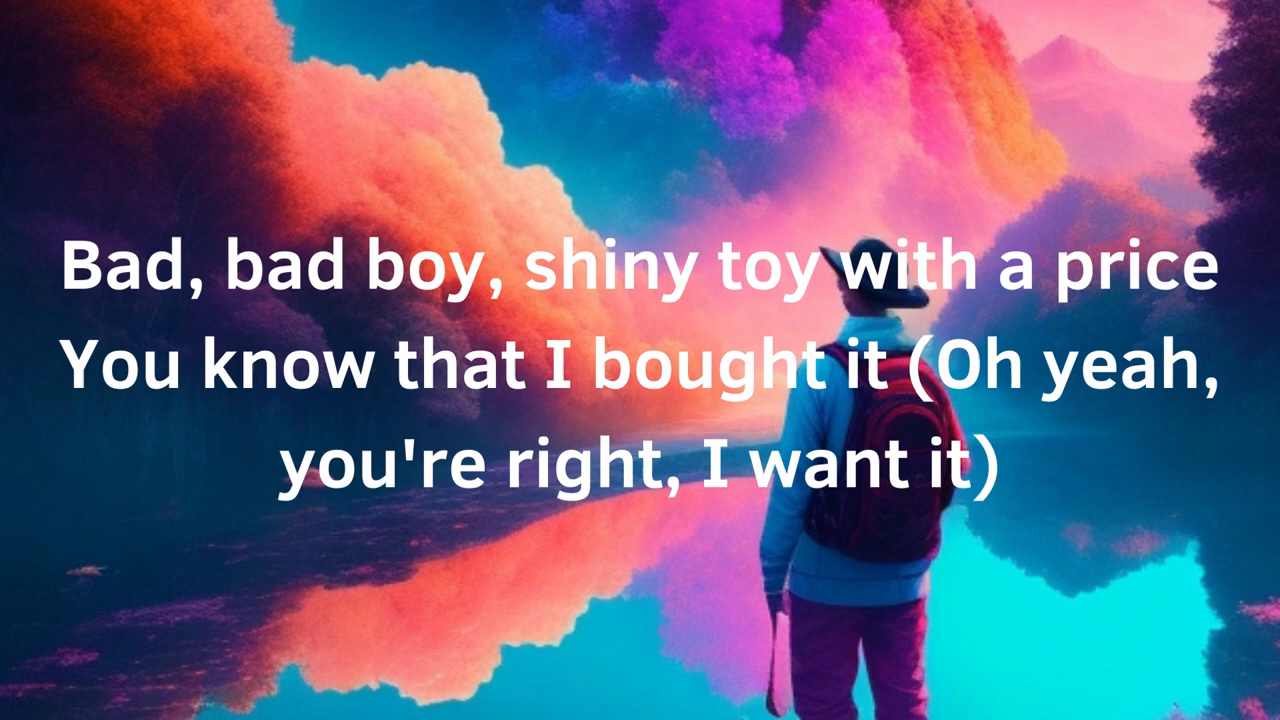 Bad, bad boy, shiny toy with a price
You know that I bought it (Oh yeah,
you're right, I want it)